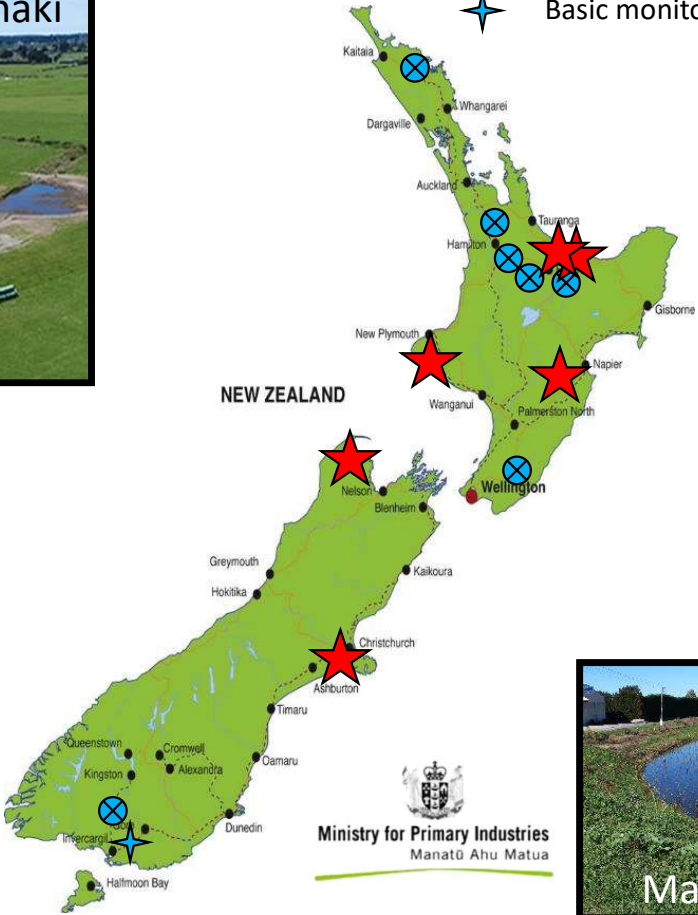 naki
Basic monito
Kaitaia
Whangarei
Dargaville
Auckland
Tauranga
Hamilton
Gisborne
New Plymouth
Napier
NEW ZEALAND
Wanganui
Palmerston North
Nelson
Wellington
Blenheim
Greymouth
Kaikoura
Hokitika
Christchurch
Ashburton
Timaru
Queenstown
Cromwell
Oamaru
Kingston
Alexandra
Dunedin
Invercargil
Halfmoon Bay
Ministry for Primary Industries
Manatū Ahu Matua
Ma